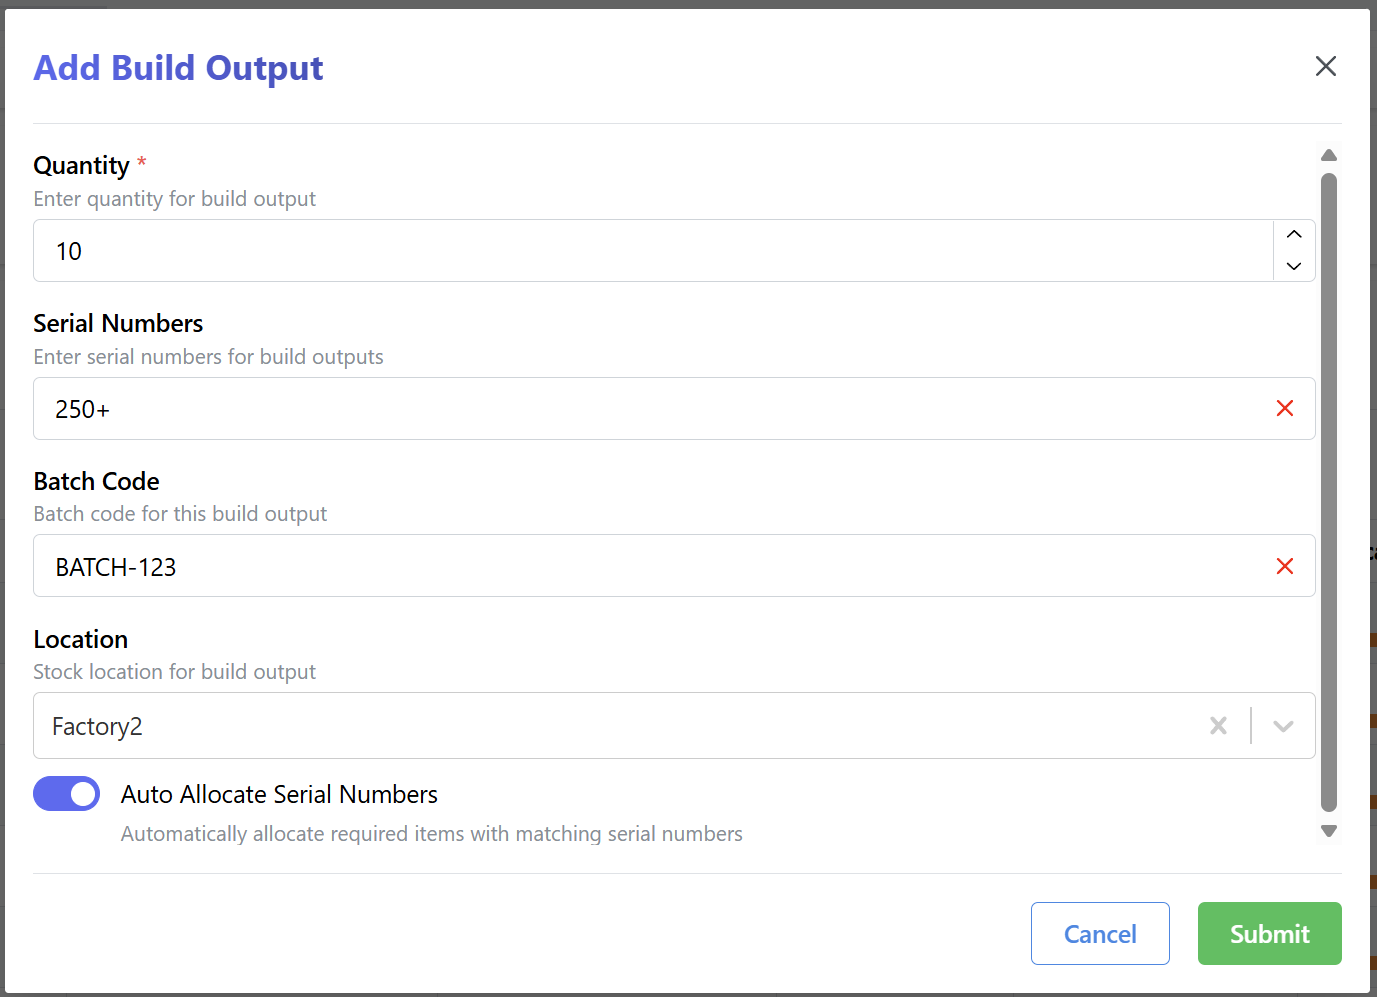 Add Build Output
Quantity *
Enter quantity for build output
10
Serial Numbers
Enter serial numbers for build outputs
250+
Batch Code
Batch code for this build output
BATCH-123
Location
Stock location for build output
Factory2
Auto Allocate Serial Numbers
Automatically allocate required items with matching serial numbers
Cancel
Submit